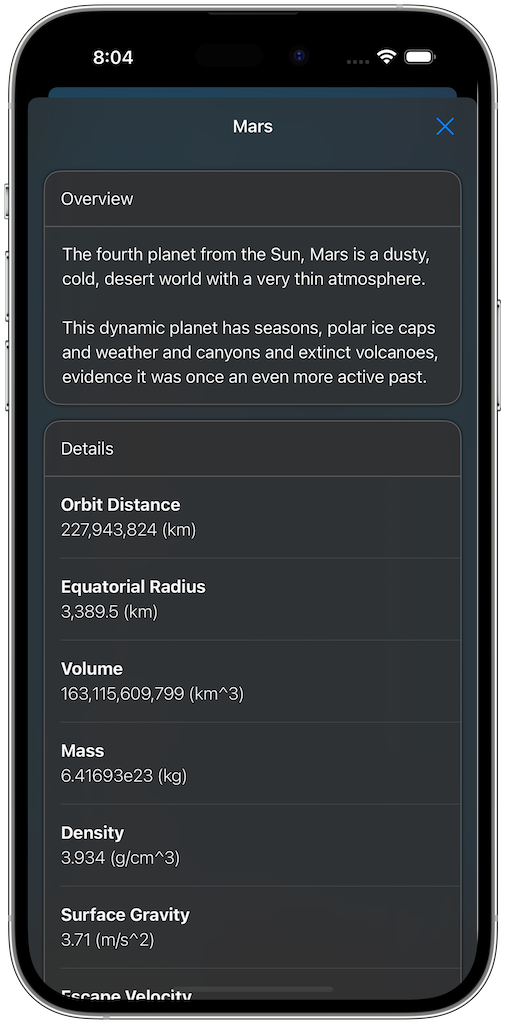 8:04
Mars
Overview
The fourth planet from the Sun, Mars is a dusty,
cold, desert world with a very thin atmosphere.
This dynamic planet has seasons, polar ice caps
and weather and canyons and extinct volcanoes,
evidence it was once an even more active past.
Details
Orbit Distance
227,943,824 (km)
Equatorial Radius
3,389.5 (km)
Volume
163,115,609,799 (km^3)
Mass
6.41693e23 (kg)
Density
3.934 (g/cm^3)
Surface Gravity
3.71 (m/s^2)
Escape Velocity